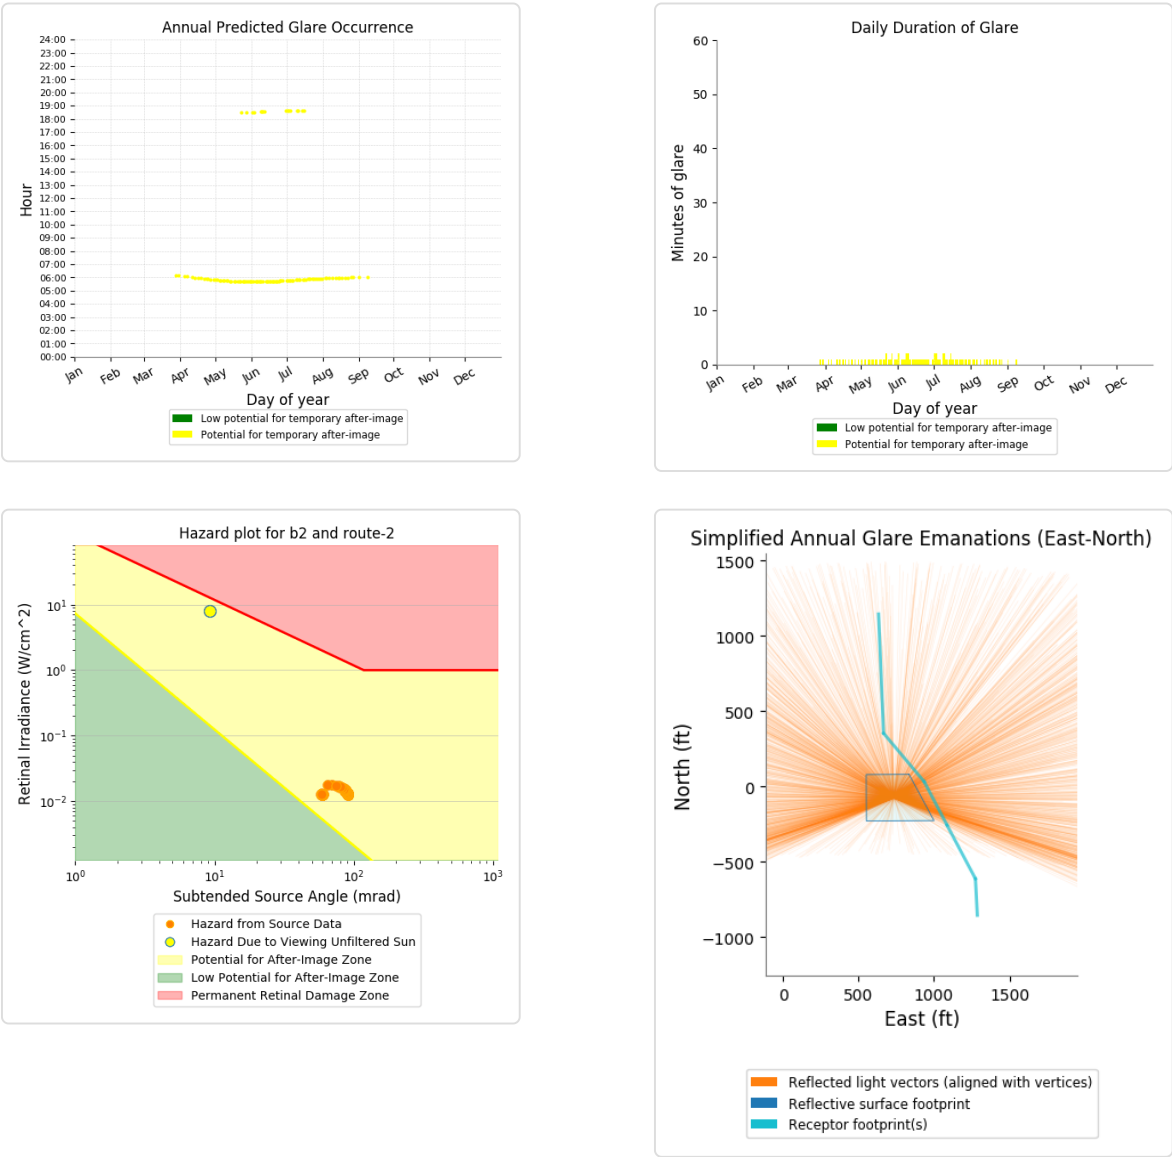 Annual Predicted Glare Occurrence
24:00
23:00
22:00
21:00
20:00
19:00
18:00
17:00
16:00
15:00
14:00
13:00
12:00
11:00
10:00
09:00
08:00
07:00
06:00
05:00
04:00
03:00
02:00
01:00
00:00
Hour
Jan Feb Mar Apr May Jun Jul Aug Sep Oct Nov Dec
Day of year
Low potential for temporary after-image
Potential for temporary after-image
Daily Duration of Glare
60
50
40
30
20
10
0
Minutes of glare
Jan Feb Mar Apr May Jun Jul Aug Sep Oct Nov Dec
Day of year
Low potential for temporary after-image
Potential for temporary after-image
Hazard plot for b2 and route-2
10¹
10⁰
10⁻¹
10⁻²
Retinal Irradiance (W/cm^2)
10⁰ 10¹ 10² 10³
Subtended Source Angle (mrad)
Hazard from Source Data
Hazard Due to Viewing Unfiltered Sun
Potential for After-Image Zone
Low Potential for After-Image Zone
Permanent Retinal Damage Zone
Simplified Annual Glare Emanations (East-North)
1500
1000
500
0
−500
−1000
North (ft)
0 500 1000 1500
East (ft)
Reflected light vectors (aligned with vertices)
Reflective surface footprint
Receptor footprint(s)